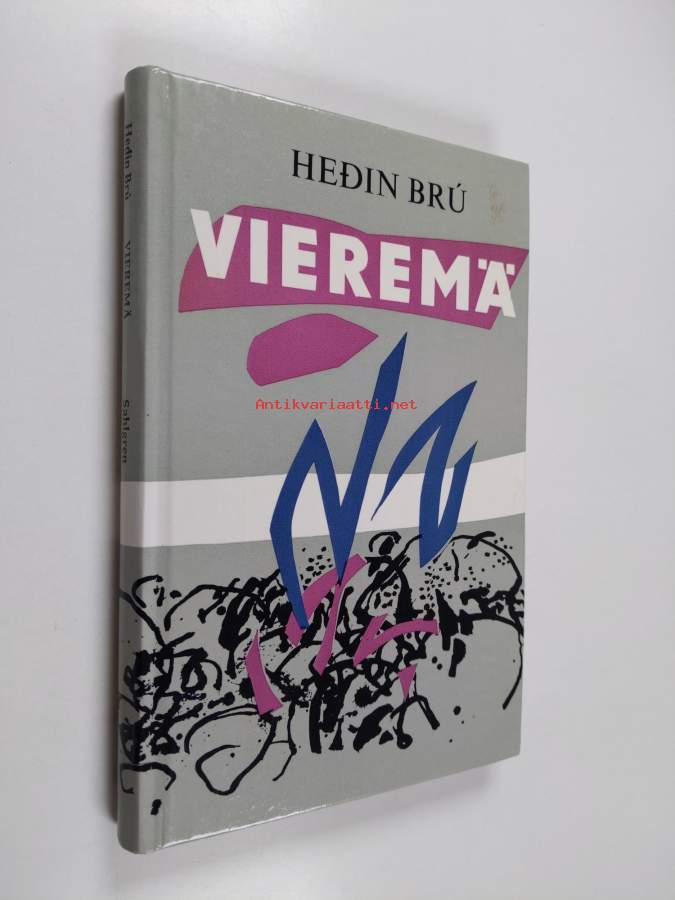 HEÐIN BRÚ
VIEREMÄ
Antikvariaatti.net
Heðin Brú VIEREMÄ Sahlgren